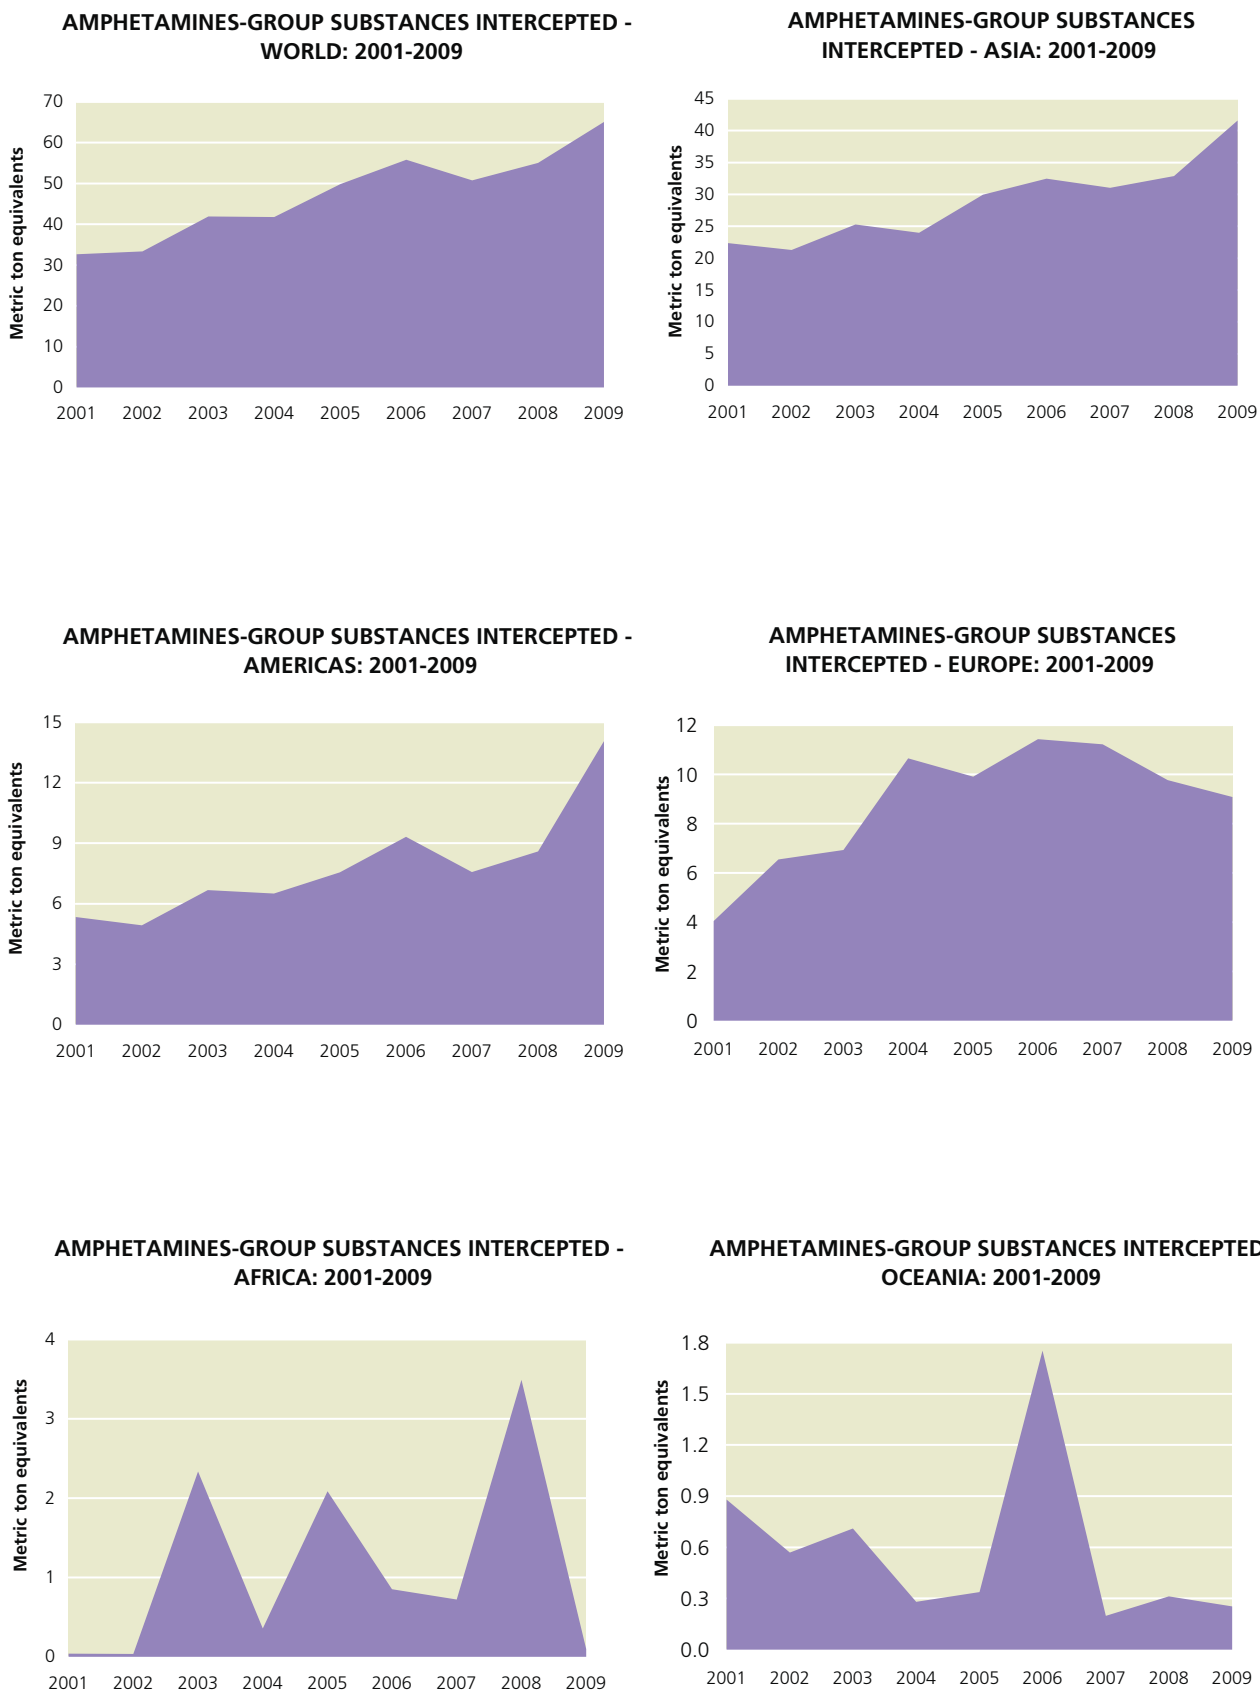 AMPHETAMINES-GROUP SUBSTANCES INTERCEPTED -
WORLD: 2001-2009
Metric ton equivalents
70
60
50
40
30
20
10
0
2001 2002 2003 2004 2005 2006 2007 2008 2009
AMPHETAMINES-GROUP SUBSTANCES
INTERCEPTED - ASIA: 2001-2009
Metric ton equivalents
45
40
35
30
25
20
15
10
5
0
2001 2002 2003 2004 2005 2006 2007 2008 2009
AMPHETAMINES-GROUP SUBSTANCES INTERCEPTED -
AMERICAS: 2001-2009
Metric ton equivalents
15
12
9
6
3
0
2001 2002 2003 2004 2005 2006 2007 2008 2009
AMPHETAMINES-GROUP SUBSTANCES
INTERCEPTED - EUROPE: 2001-2009
Metric ton equivalents
12
10
8
6
4
2
0
2001 2002 2003 2004 2005 2006 2007 2008 2009
AMPHETAMINES-GROUP SUBSTANCES INTERCEPTED -
AFRICA: 2001-2009
Metric ton equivalents
4
3
2
1
0
2001 2002 2003 2004 2005 2006 2007 2008 2009
AMPHETAMINES-GROUP SUBSTANCES INTERCEPTED
OCEANIA: 2001-2009
Metric ton equivalents
1.8
1.5
1.2
0.9
0.6
0.3
0.0
2001 2002 2003 2004 2005 2006 2007 2008 2009